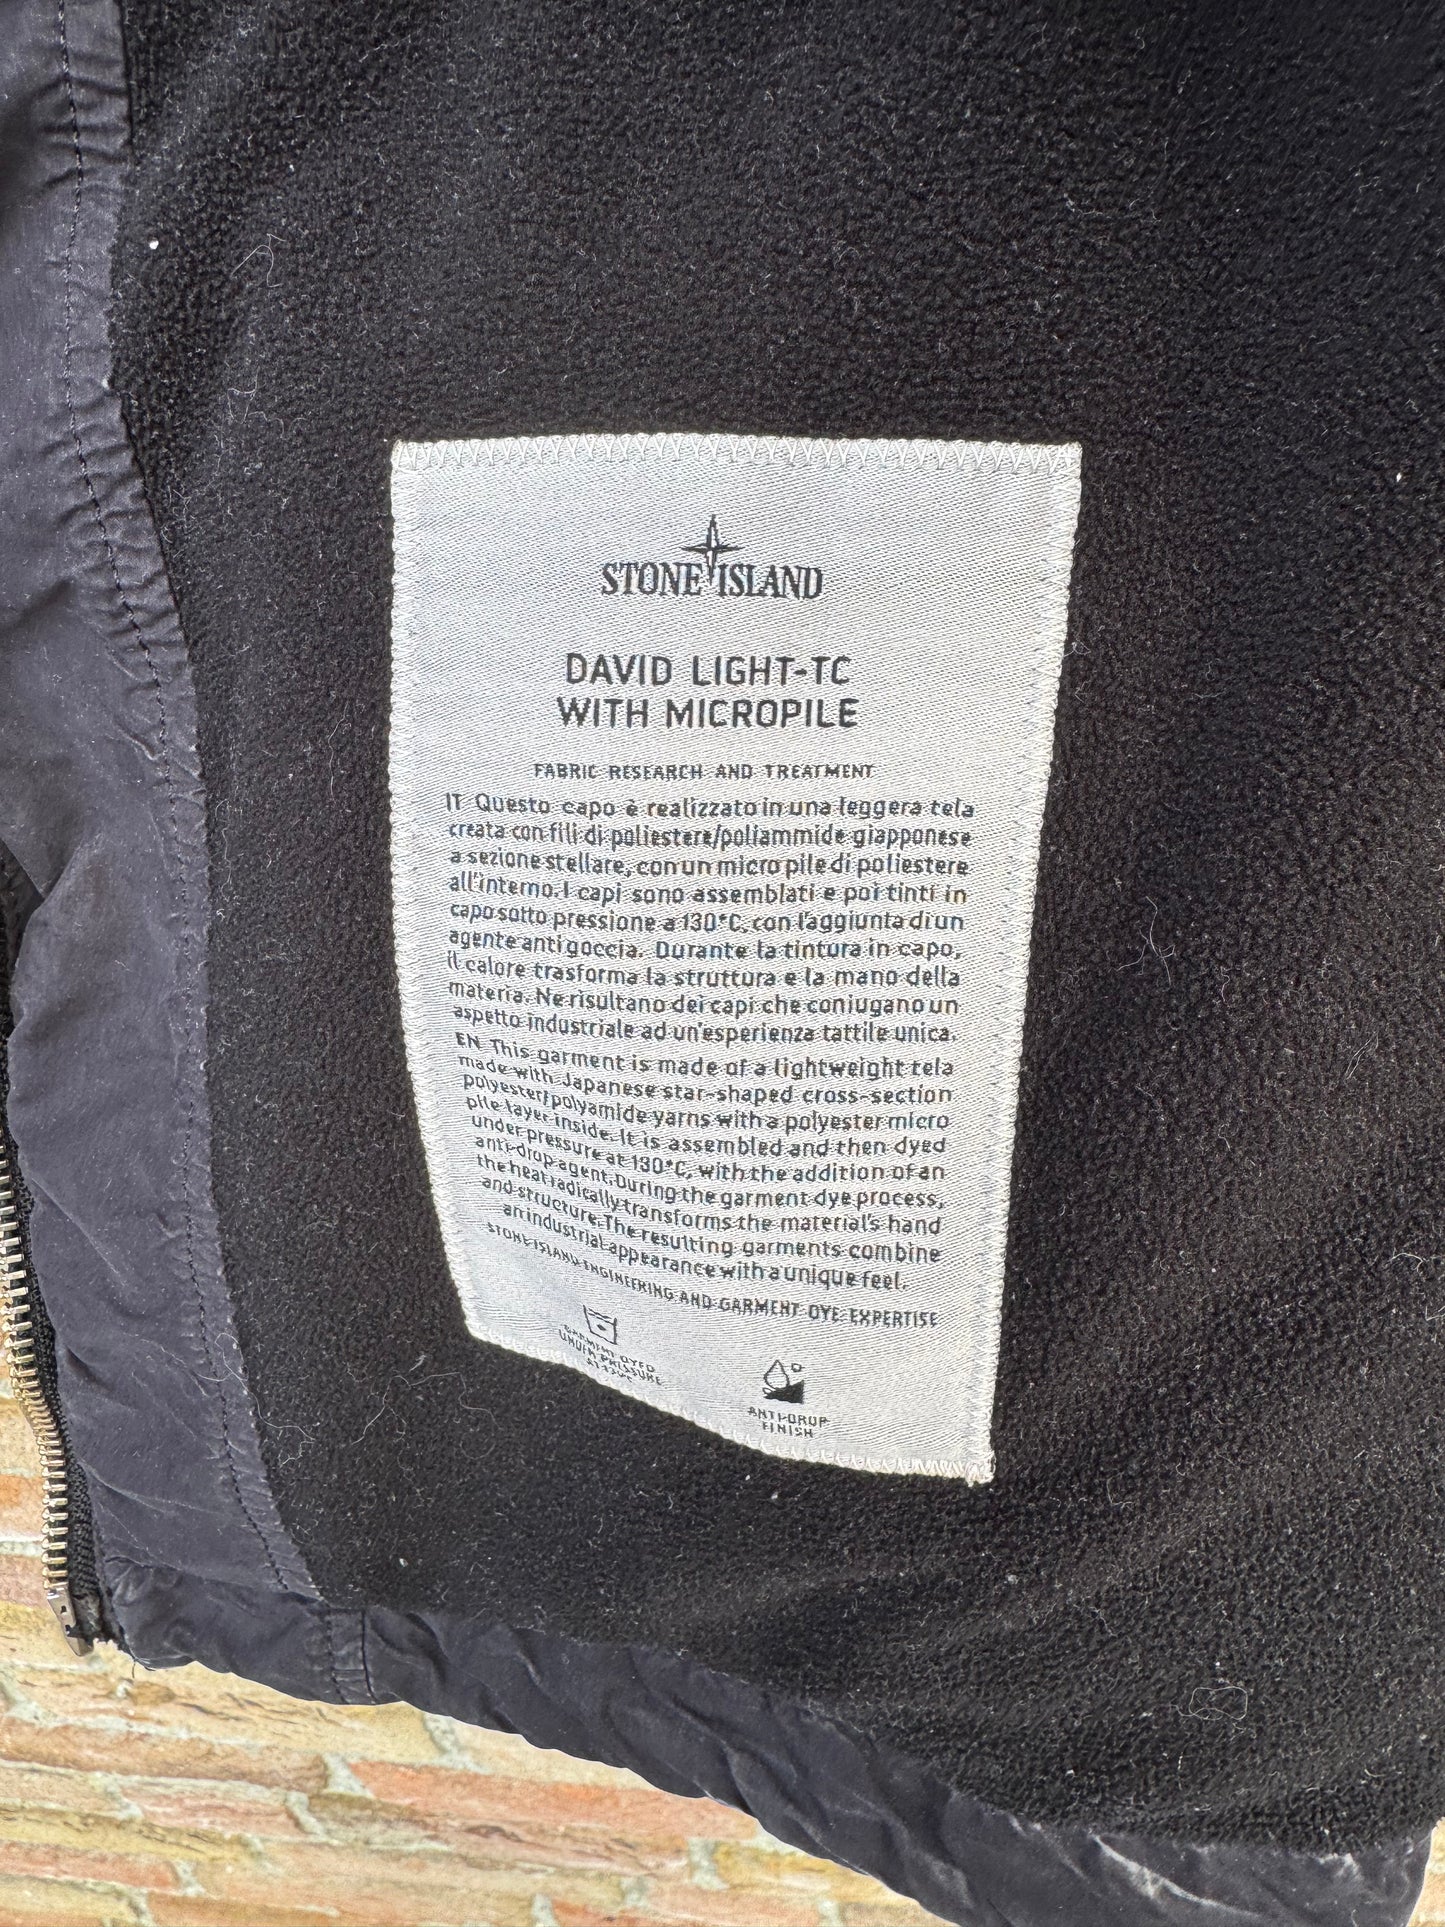 STONE ISLAND
DAVID LIGHT-TC
WITH MICROPILE
FABRIC RESEARCH AND TREATMENT
IT Questo capo è realizzato in una leggera tela
creata con fili di poliestere/poliammide giapponese
a sezione stellare, con un micro pile di poliestere
all'interno. I capi sono assemblati e poi tinti in
capo sotto pressione a 130°C, con l'aggiunta di un
agente anti goccia. Durante la tintura in capo,
il calore trasforma la struttura e la mano della
materia. Ne risultano dei capi che coniugano un
aspetto industriale ad un'esperienza tattile unica.
EN This garment is made of a lightweight tela
made with Japanese star-shaped cross-section
polyester/polyamide yarns with a polyester micro
pile layer inside. It is assembled and then dyed
under pressure at 130°C, with the addition of an
anti-drop agent. During the garment dye process,
the heat radically transforms the material's hand
and structure. The resulting garments combine
an industrial appearance with a unique feel.
STONE ISLAND ENGINEERING AND GARMENT DYE EXPERTISE
GARMENT DYED
UNDER PRESSURE
AT 130°C
ANTI-DROP
FINISH